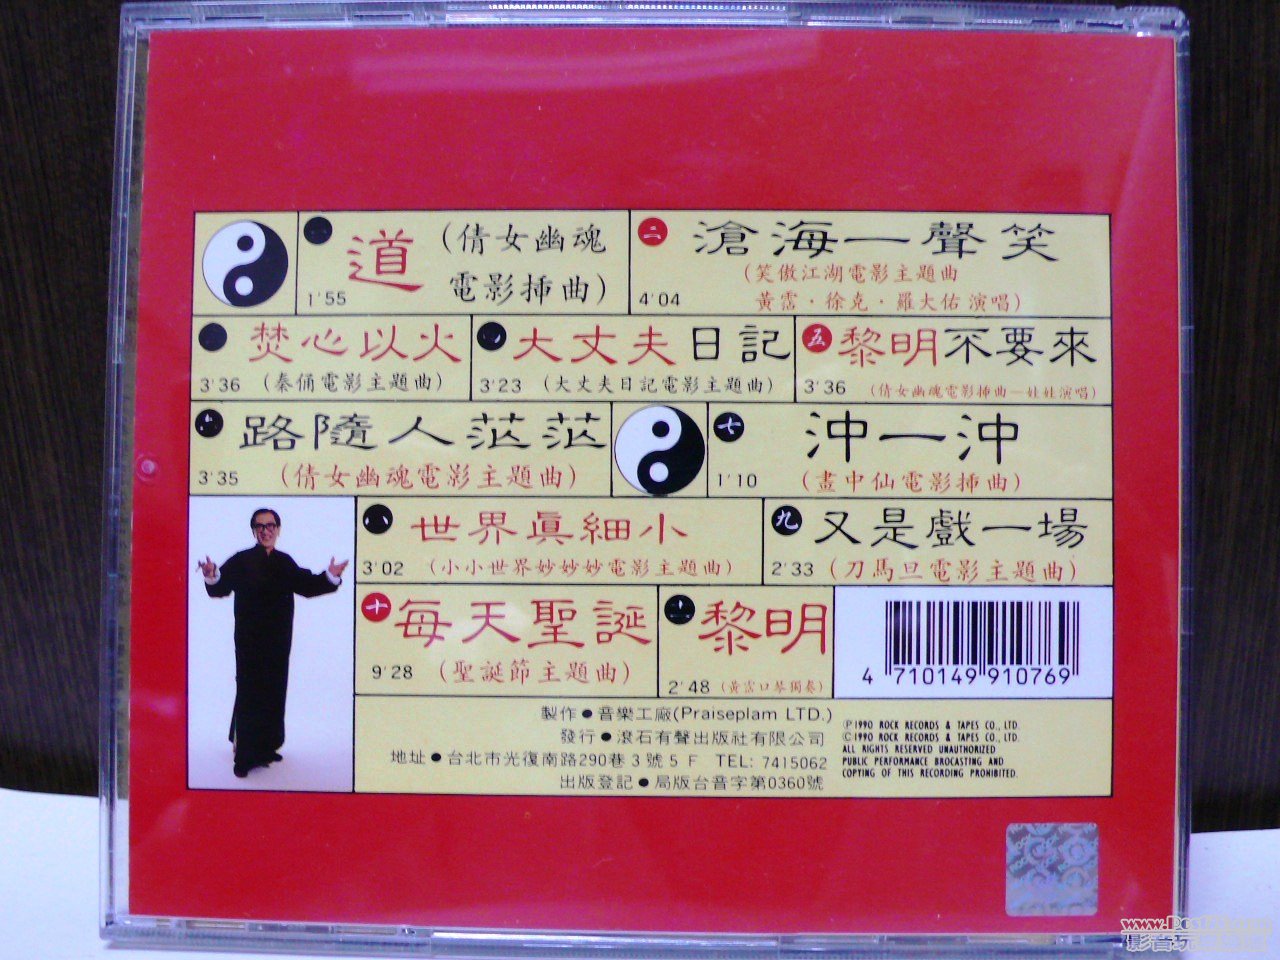 道 (倩女幽魂
電影插曲)
1'55
二 滄海一聲笑
(笑傲江湖電影主題曲
4'04 黃霑·徐克·羅大佑演唱)
焚心以火
3'36 (秦俑電影主題曲)
大丈夫日記
3'23 (大丈夫日記電影主題曲)
五 黎明不要來
3'36 (倩女幽魂電影插曲—娃娃演唱)
六 路隨人茫茫
3'35 (倩女幽魂電影主題曲)
七 沖一沖
1'10 (畫中仙電影插曲)
八 世界真細小
3'02 (小小世界妙妙妙電影主題曲)
九 又是戲一場
2'33 (刀馬旦電影主題曲)
十 每天聖誕
9'28 (聖誕節主題曲)
黎明
2'48 (黃霑口琴獨奏)
4 710149 910769
製作●音樂工廠(Praiseplam LTD.)
發行●滾石有聲出版社有限公司
地址●台北市光復南路290巷3號5F TEL: 7415062
出版登記●局版台音字第0360號
Ⓟ1990 ROCK RECORDS & TAPES CO., LTD.
©1990 ROCK RECORDS & TAPES CO., LTD.
ALL RIGHTS RESERVED UNAUTHORIZED
PUBLIC PERFORMANCE BROCASTING AND
COPYING OF THIS RECORDING PROHIBITED.